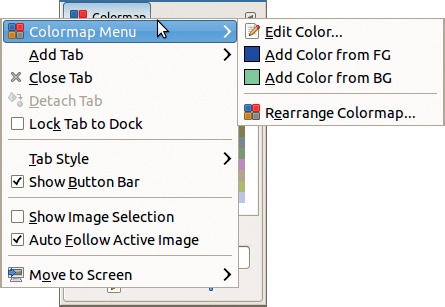 Colormap
Colormap Menu
Add Tab
Close Tab
Detach Tab
Lock Tab to Dock
Tab Style
Show Button Bar
Show Image Selection
Auto Follow Active Image
Move to Screen
Edit Color...
Add Color from FG
Add Color from BG
Rearrange Colormap...